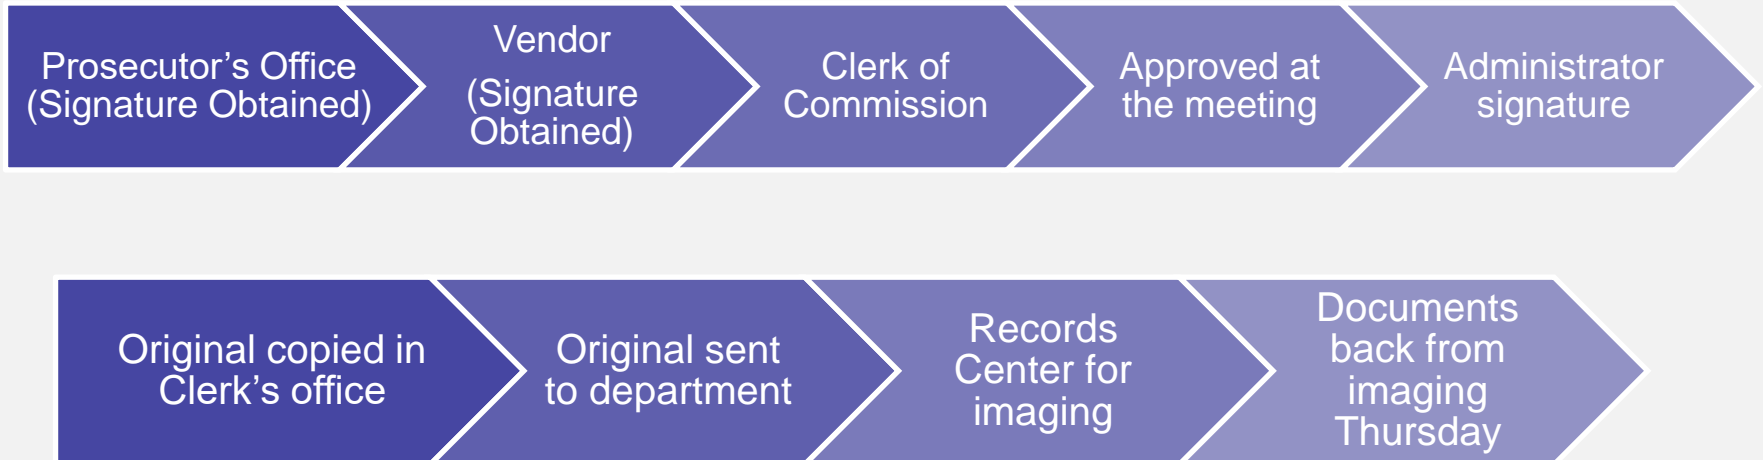 Prosecutor’s Office
(Signature Obtained)
Vendor
(Signature
Obtained)
Clerk of
Commission
Approved at
the meeting
Administrator
signature
Original copied in
Clerk’s office
Original sent
to department
Records
Center for
imaging
Documents
back from
imaging
Thursday